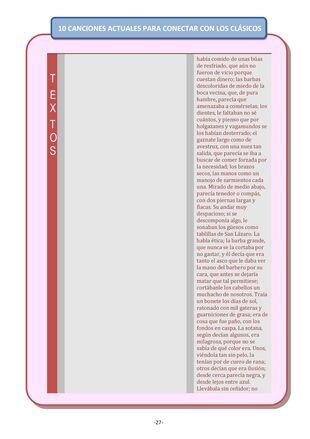 10 CANCIONES ACTUALES PARA CONECTAR CON LOS CLÁSICOS
TEXTOS
había comido de unas búas
de resfriado, que aún no
fueron de vicio porque
cuestan dinero; las barbas
descoloridas de miedo de la
boca vecina, que, de pura
hambre, parecía que
amenazaba a comérselas; los
dientes, le faltaban no sé
cuántos, y pienso que por
holgazanes y vagamundos se
los habían desterrado; el
gaznate largo como de
avestruz, con una nuez tan
salida, que parecía se iba a
buscar de comer forzada por
la necesidad; los brazos
secos, las manos como un
manojo de sarmientos cada
una. Mirado de medio abajo,
parecía tenedor o compás,
con dos piernas largas y
flacas. Su andar muy
despacioso; si se
descomponía algo, le
sonaban los güesos como
tablillas de San Lázaro. La
habla ética; la barba grande,
que nunca se la cortaba por
no gastar, y él decía que era
tanto el asco que le daba ver
la mano del barbero por su
cara, que antes se dejaría
matar que tal permitiese;
cortábale los cabellos un
muchacho de nosotros. Traía
un bonete los días de sol,
ratonado con mil gateras y
guarniciones de grasa; era de
cosa que fue paño, con los
fondos en caspa. La sotana,
según decían algunos, era
milagrosa, porque no se
sabía de qué color era. Unos,
viéndola tan sin pelo, la
tenían por de cuero de rana;
otros decían que era ilusión;
desde cerca parecía negra, y
desde lejos entre azul.
Llevábala sin ceñidor; no
-27-